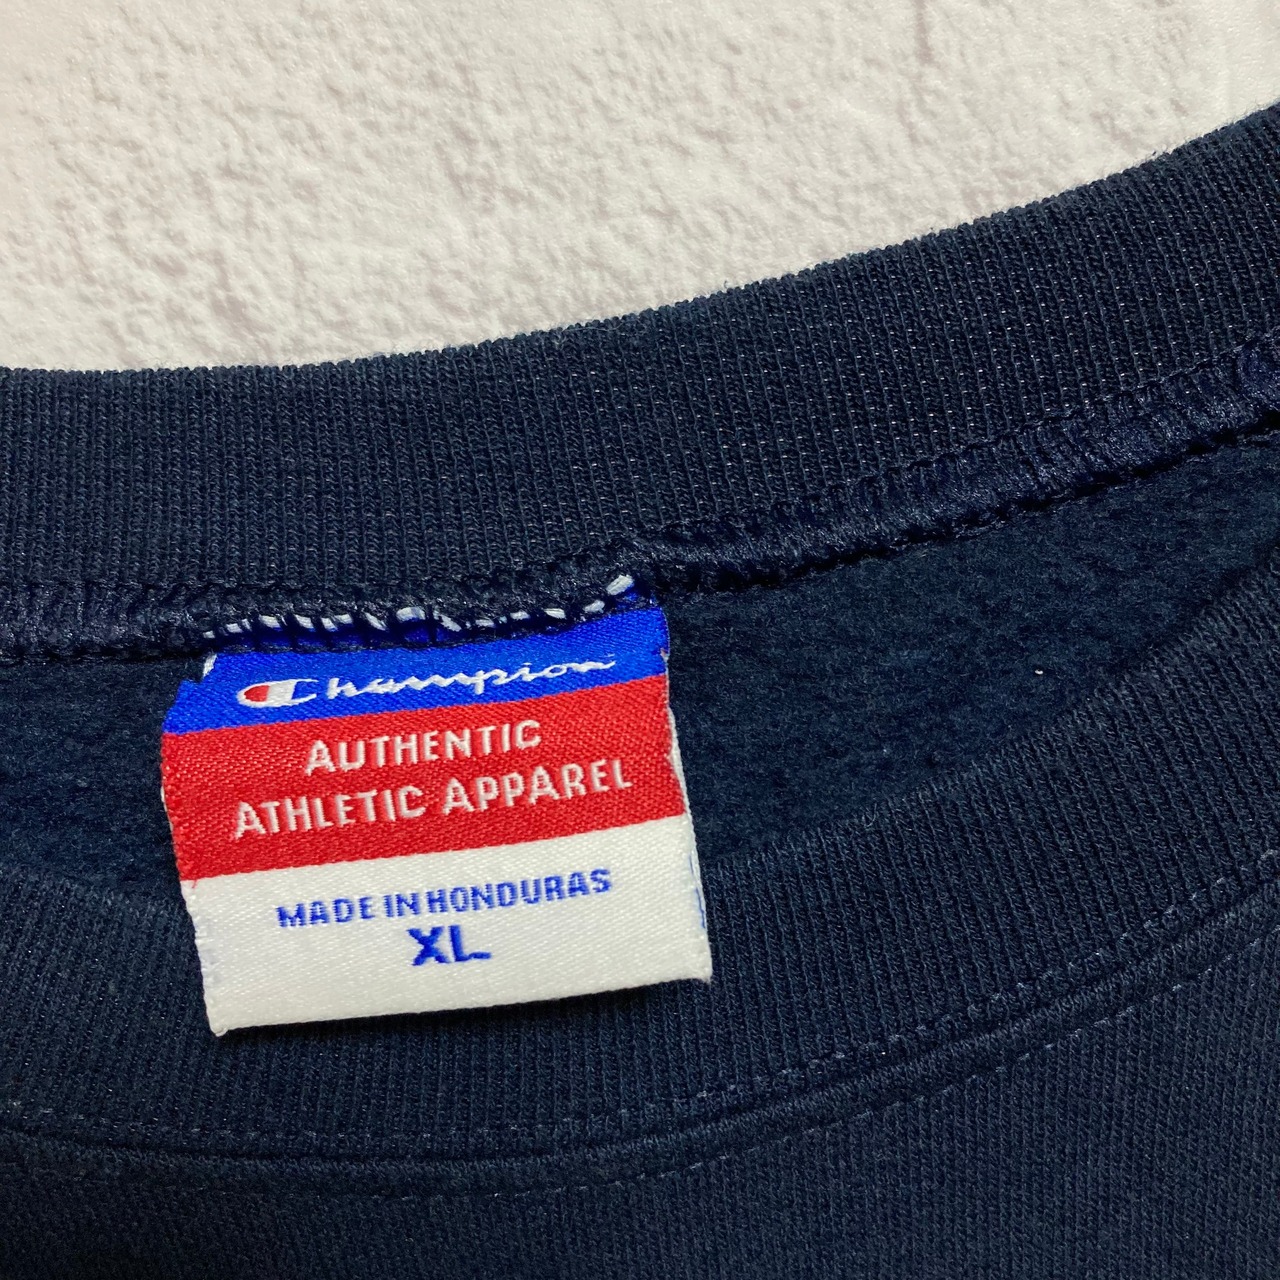 Champion
AUTHENTIC
ATHLETIC APPAREL
MADE IN HONDURAS
XL